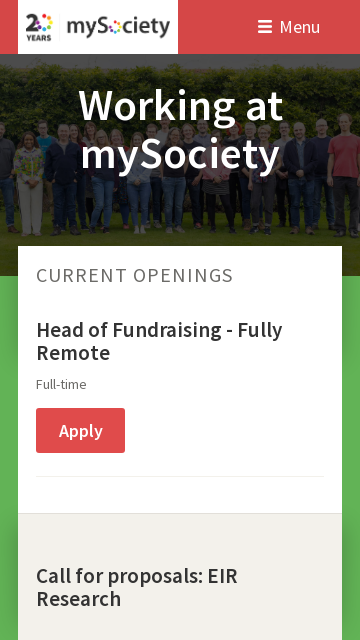 20 YEARS mySociety
Menu
Working at
mySociety
CURRENT OPENINGS
Head of Fundraising - Fully
Remote
Full-time
Apply
Call for proposals: EIR
Research